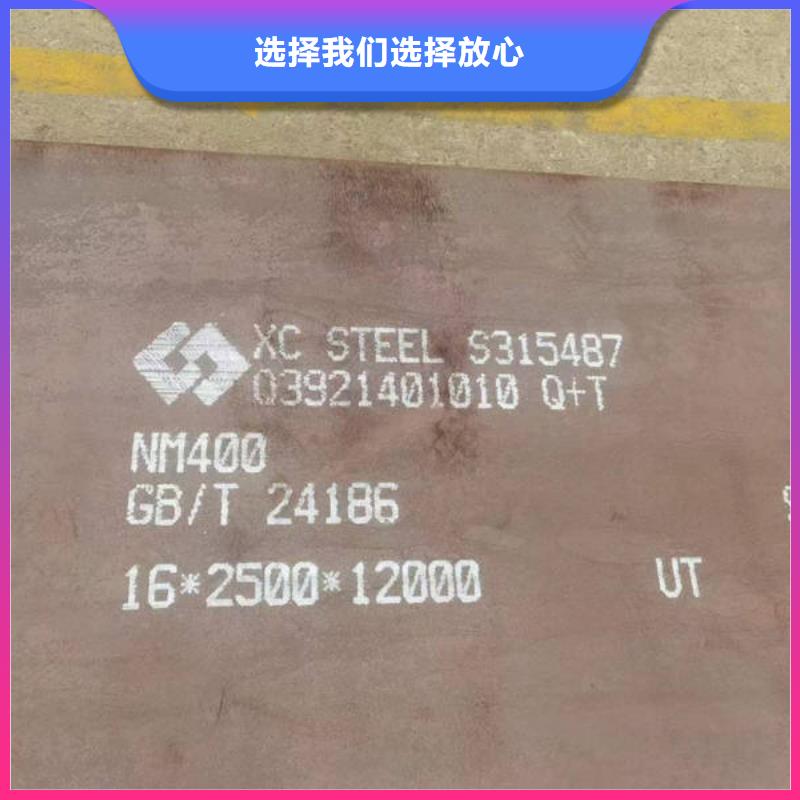 选择我们选择放心
XC STEEL S315487
Q3921401010 Q+T
NM400
GB/T 24186
16*2500*12000 UT